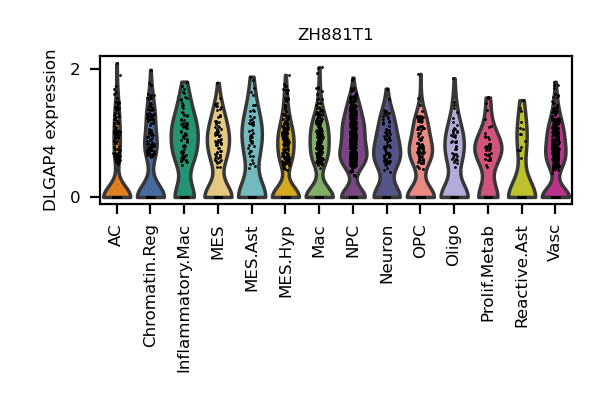 ZH881T1
DLGAP4 expression
2
0
AC
Chromatin.Reg
Inflammatory.Mac
MES
MES.Ast
MES.Hyp
Mac
NPC
Neuron
OPC
Oligo
Prolif.Metab
Reactive.Ast
Vasc